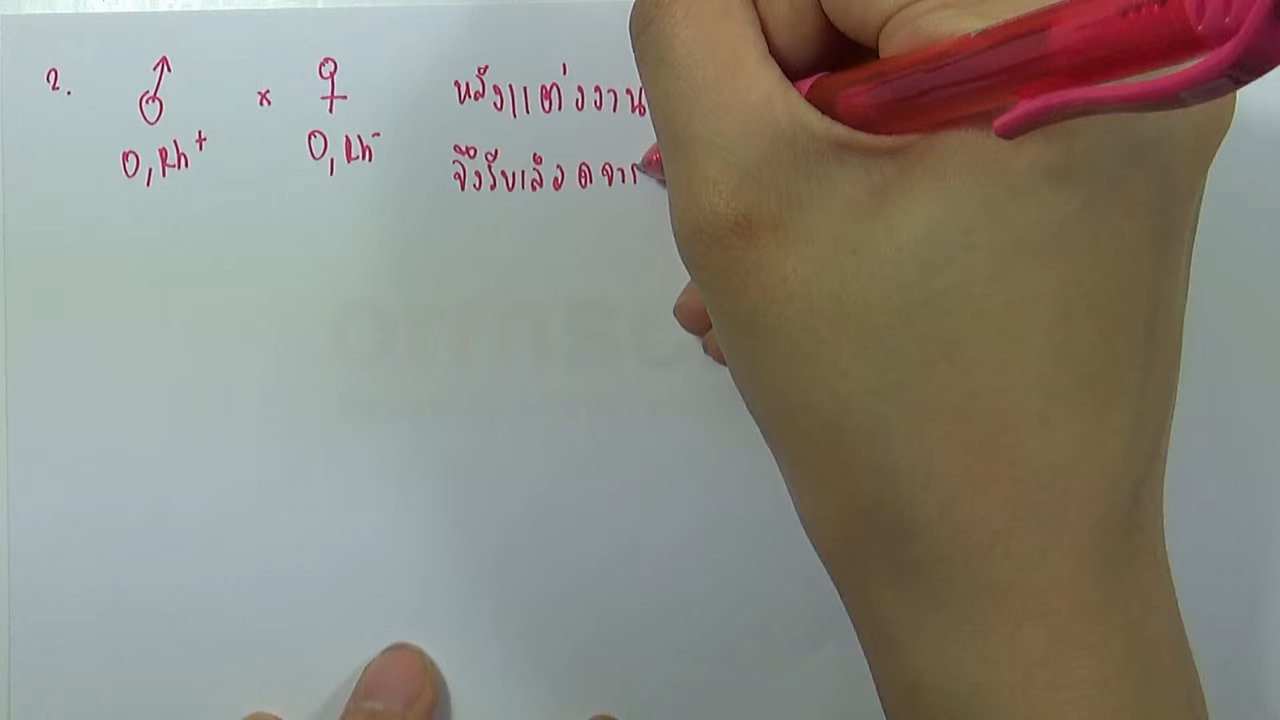 2. ♂ × ♀ หลังแต่งงาน
O, Rh+ O, Rh- จึงรับเลือดจาก